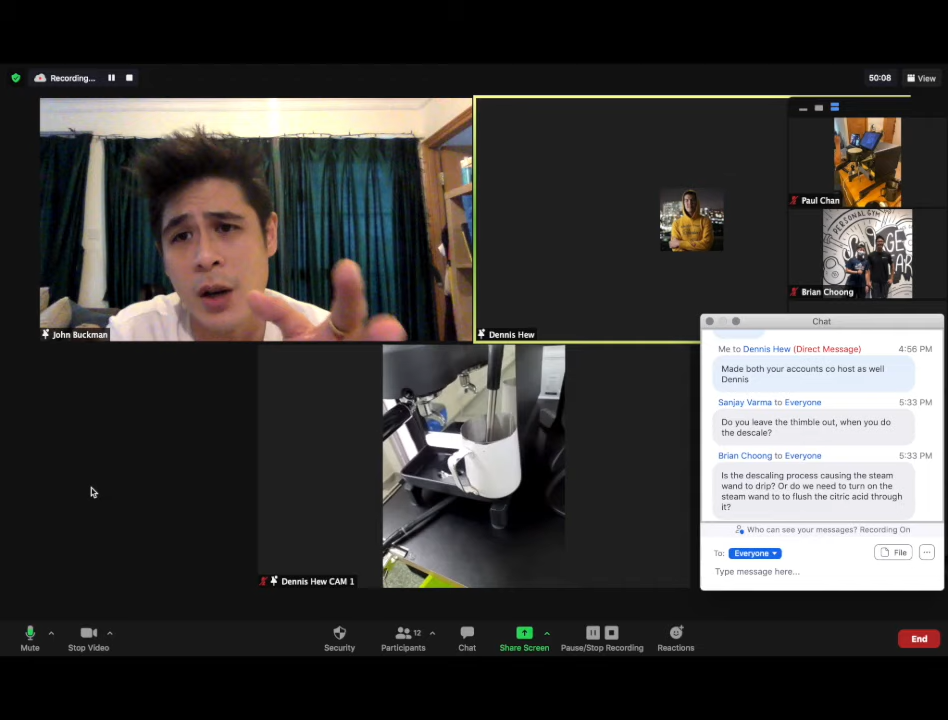 Recording...
50:08
View
John Buckman
Dennis Hew
PERSONAL GYM
Paul Chan
Brian Choong
Chat
Me to Dennis Hew (Direct Message) 4:56 PM
Made both your accounts co host as well
Dennis
Sanjay Varma to Everyone 5:33 PM
Do you leave the thimble out, when you do
the descale?
Brian Choong to Everyone 5:33 PM
Is the descaling process causing the steam
wand to drip? Or do we need to turn on the
steam wand to to flush the citric acid through
it?
Who can see your messages? Recording On
To: Everyone File
Type message here...
Dennis Hew CAM 1
Mute
Stop Video
Security
Participants 12
Chat
Share Screen
Pause/Stop Recording
Reactions
End